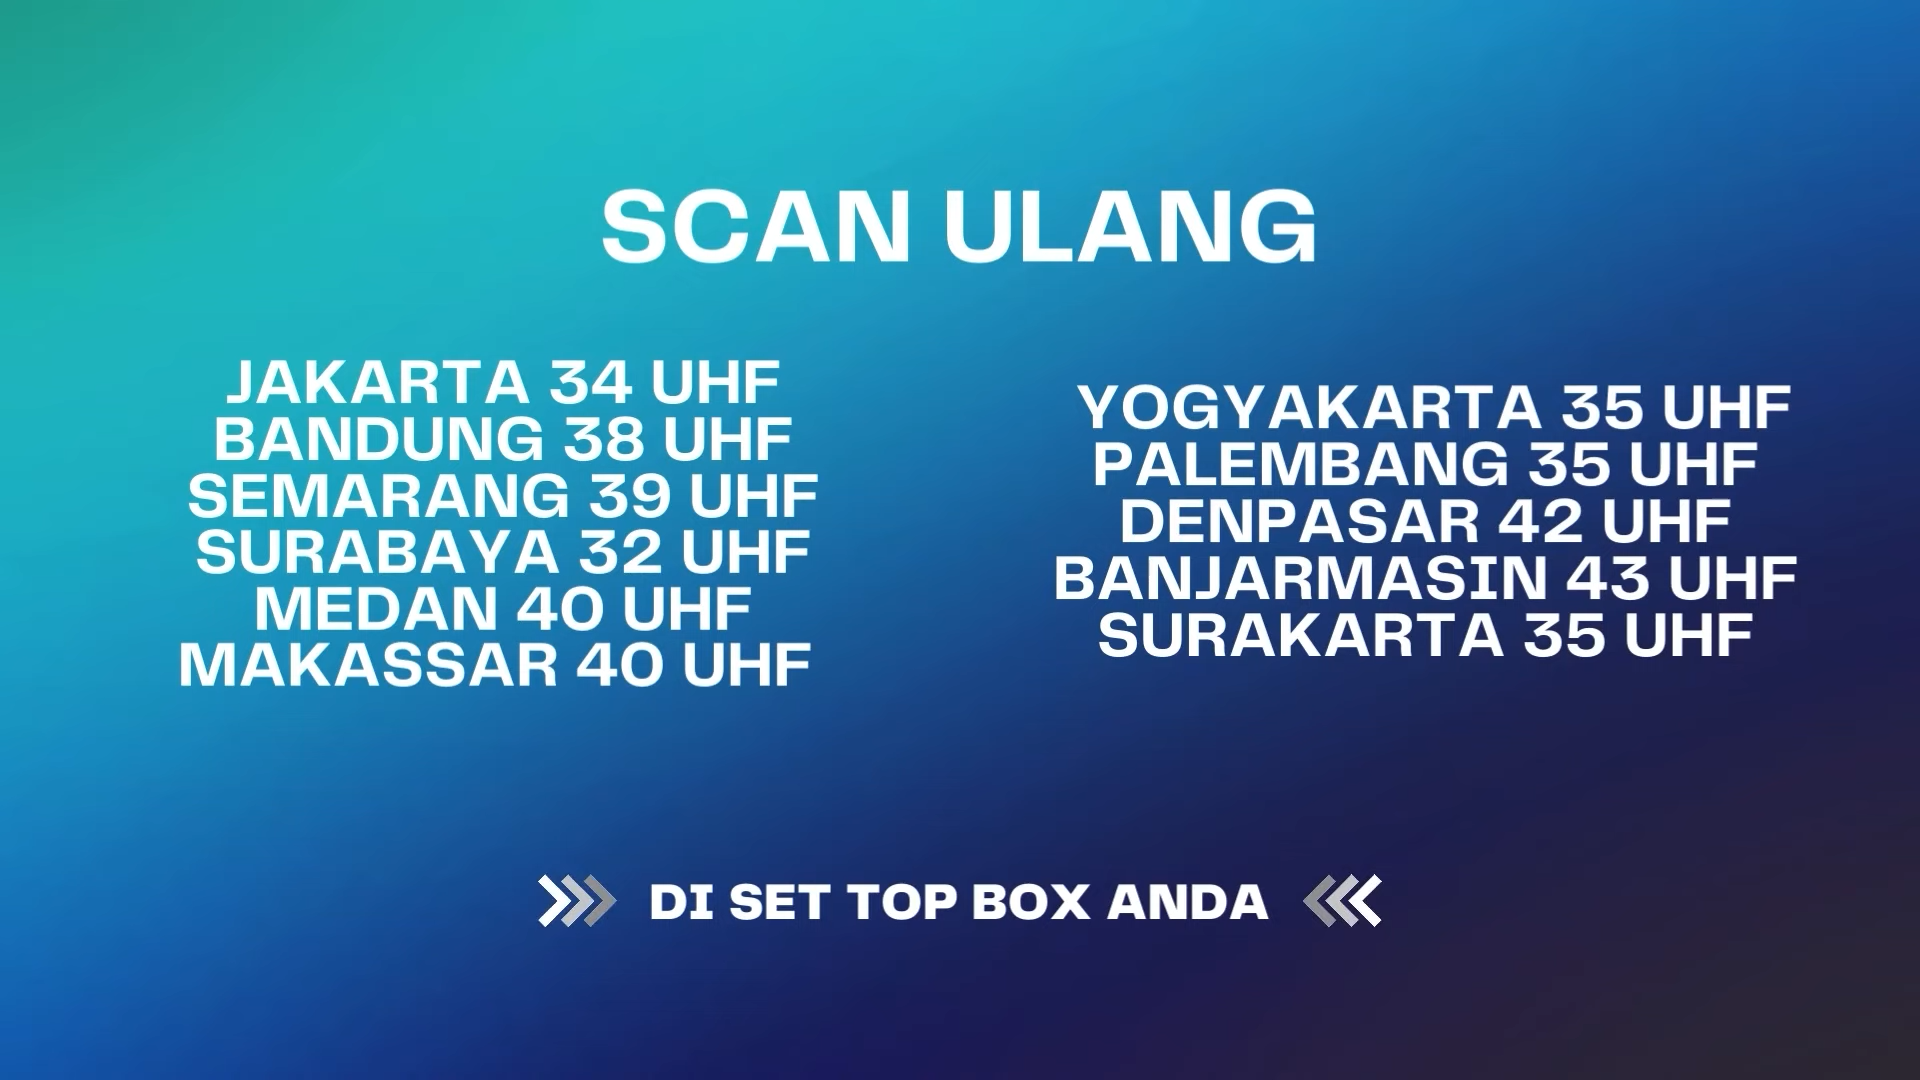 SCAN ULANG
JAKARTA 34 UHF
BANDUNG 38 UHF
SEMARANG 39 UHF
SURABAYA 32 UHF
MEDAN 40 UHF
MAKASSAR 40 UHF
YOGYAKARTA 35 UHF
PALEMBANG 35 UHF
DENPASAR 42 UHF
BANJARMASIN 43 UHF
SURAKARTA 35 UHF
DI SET TOP BOX ANDA